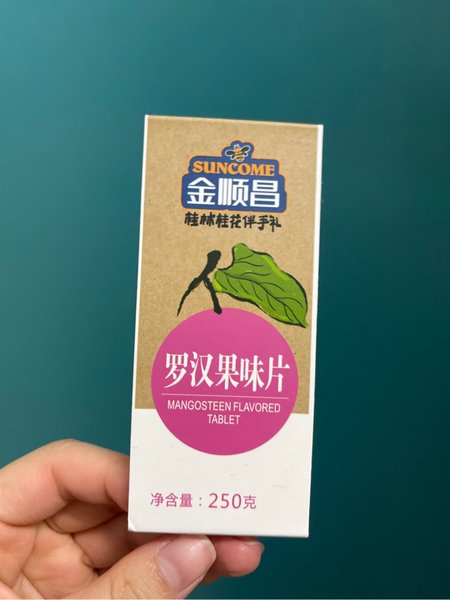 SUNCOME
金顺昌
桂林桂花伴手礼
罗汉果味片
MANGOSTEEN FLAVORED
TABLET
净含量：250克